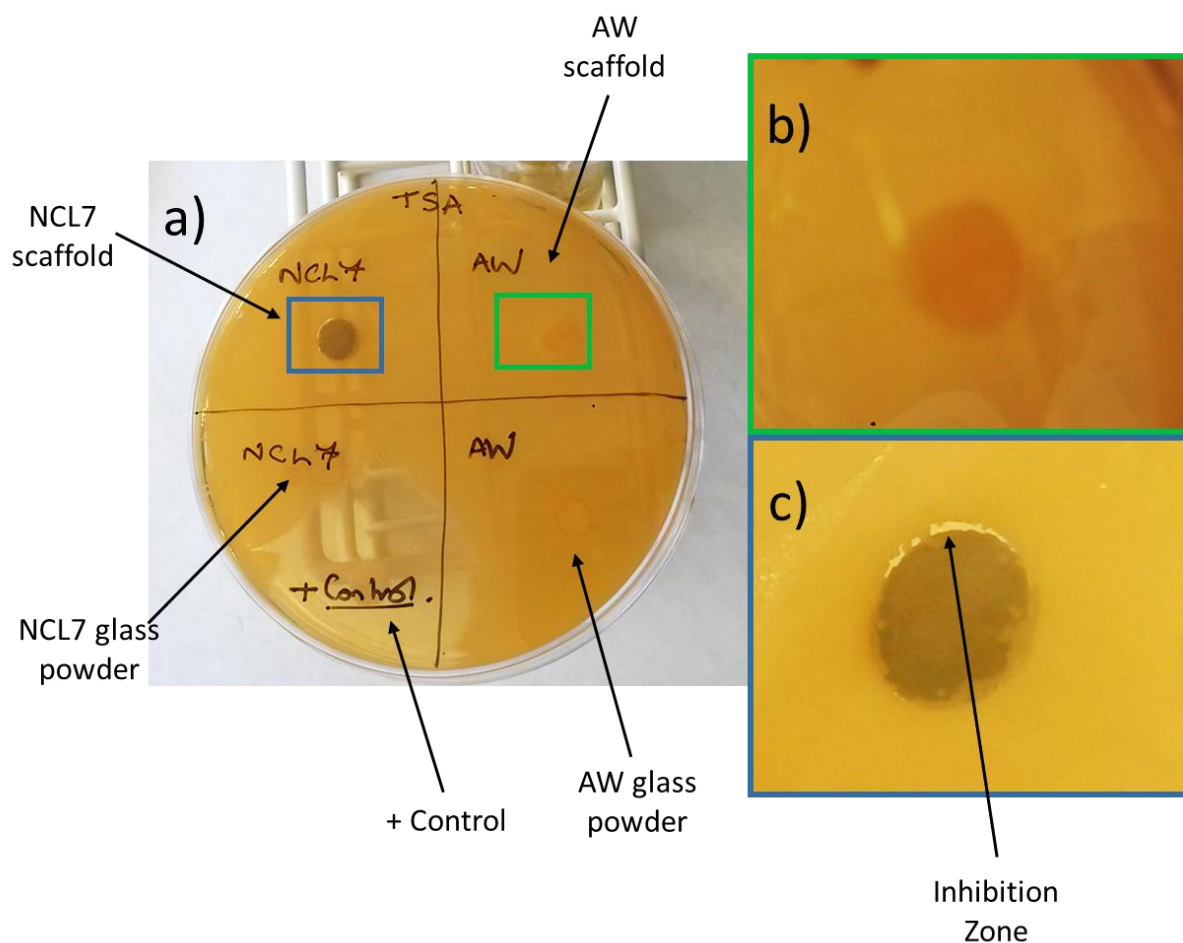 AW
scaffold
b)
a)
TSA
NCL7
scaffold
NCL7
AW
NCL7
AW
c)
+ Control.
NCL7 glass
powder
AW glass
powder
+ Control
Inhibition
Zone